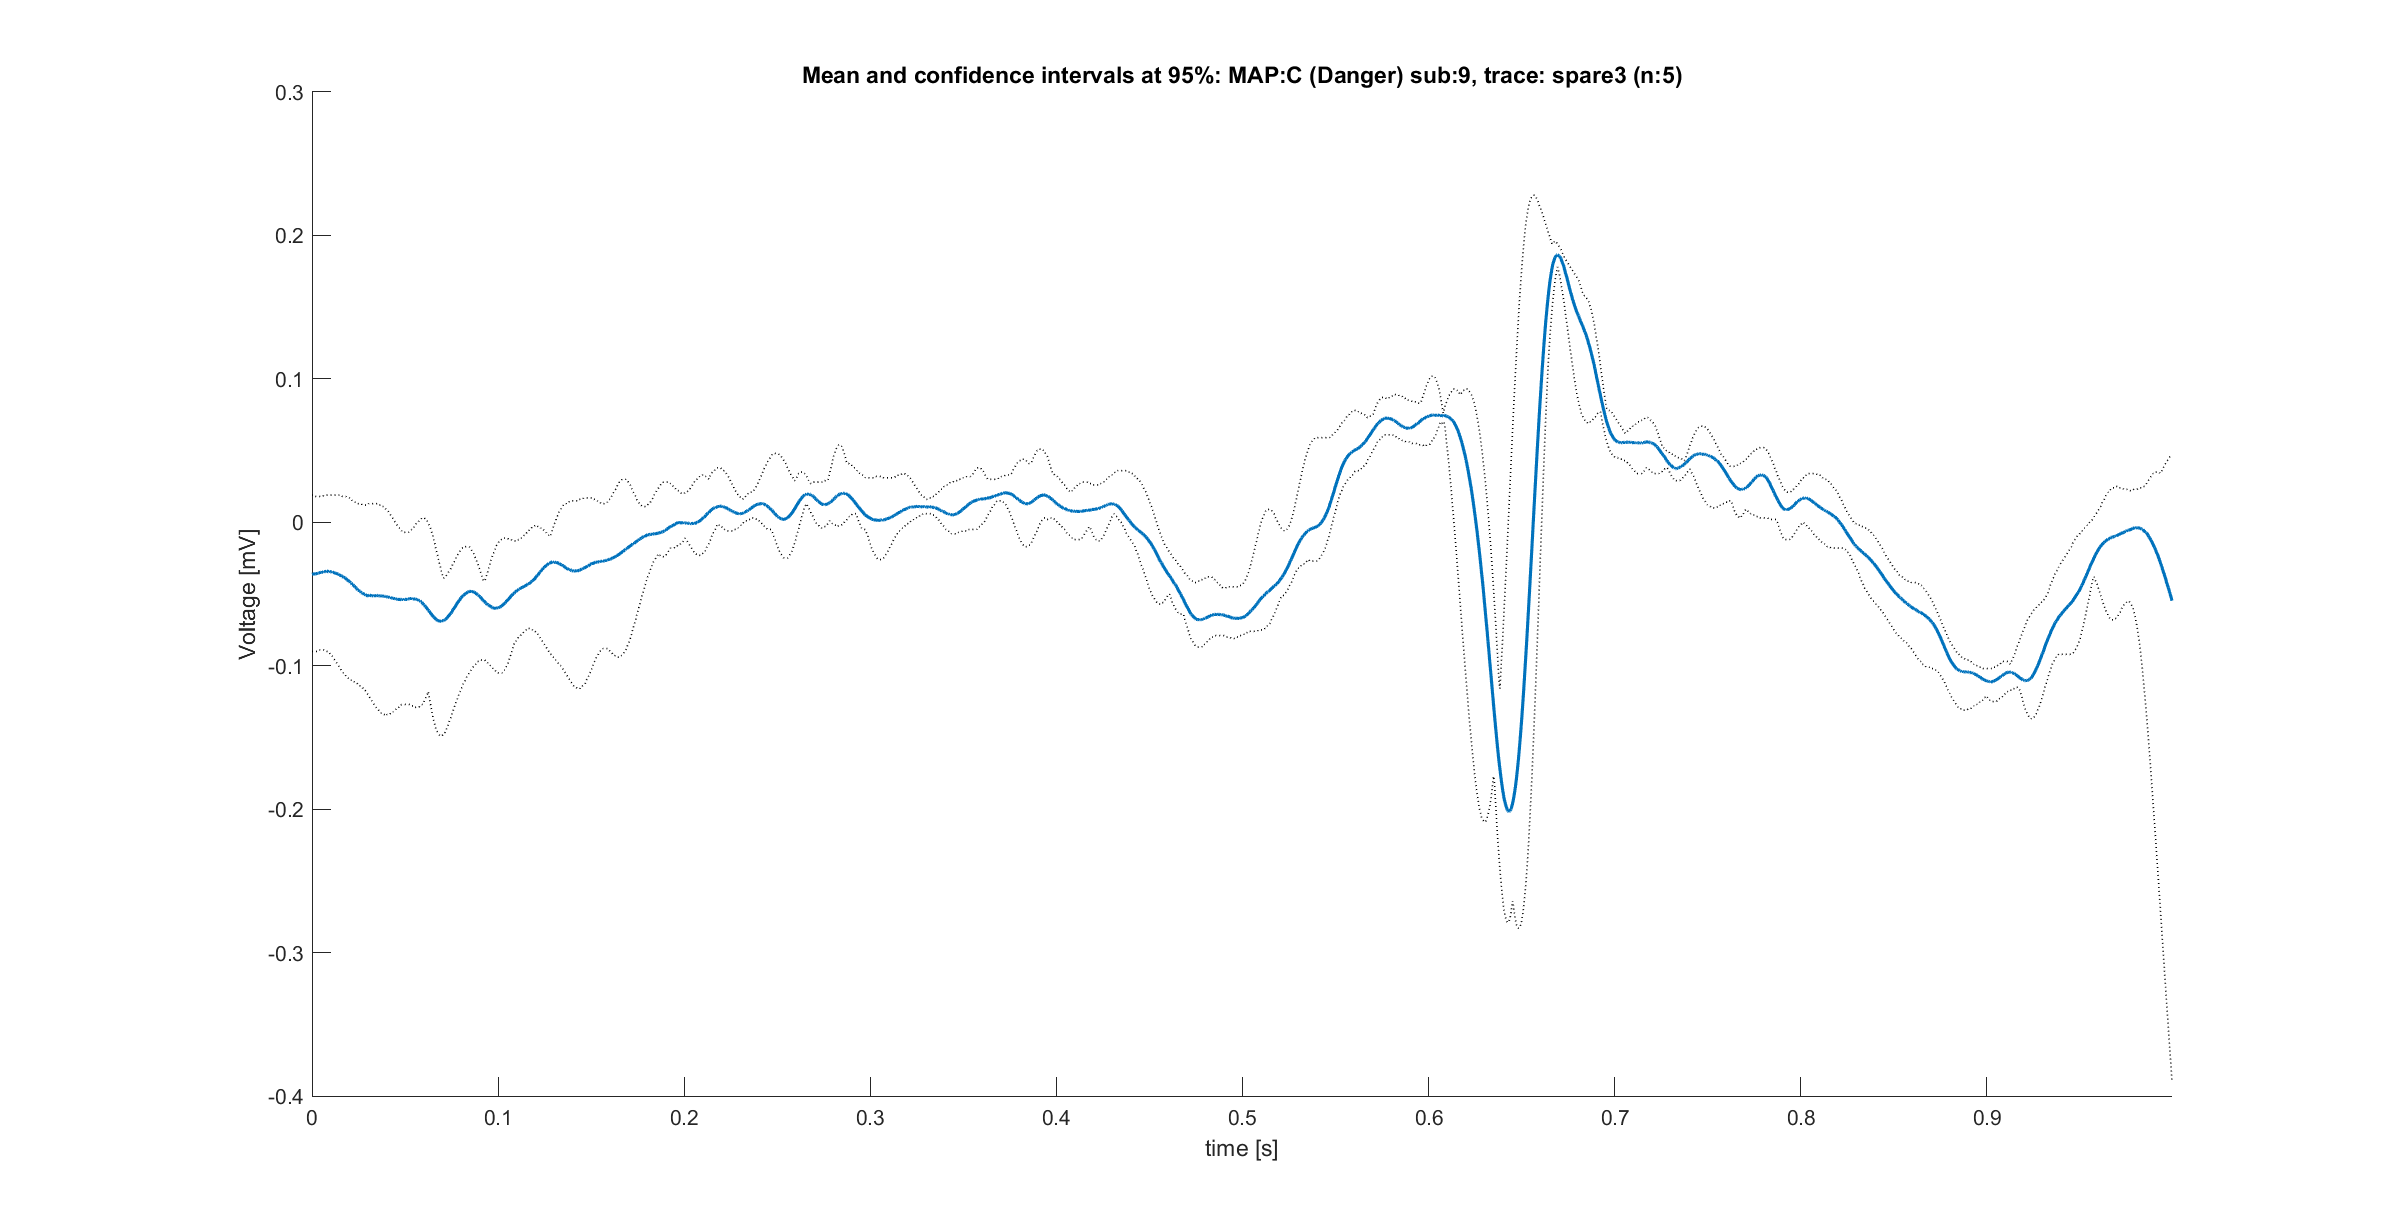 Mean and confidence intervals at 95%: MAP:C (Danger) sub:9, trace: spare3 (n:5)
0.3
0.2
0.1
0
-0.1
-0.2
-0.3
-0.4
Voltage [mV]
0 0.1 0.2 0.3 0.4 0.5 0.6 0.7 0.8 0.9
time [s]